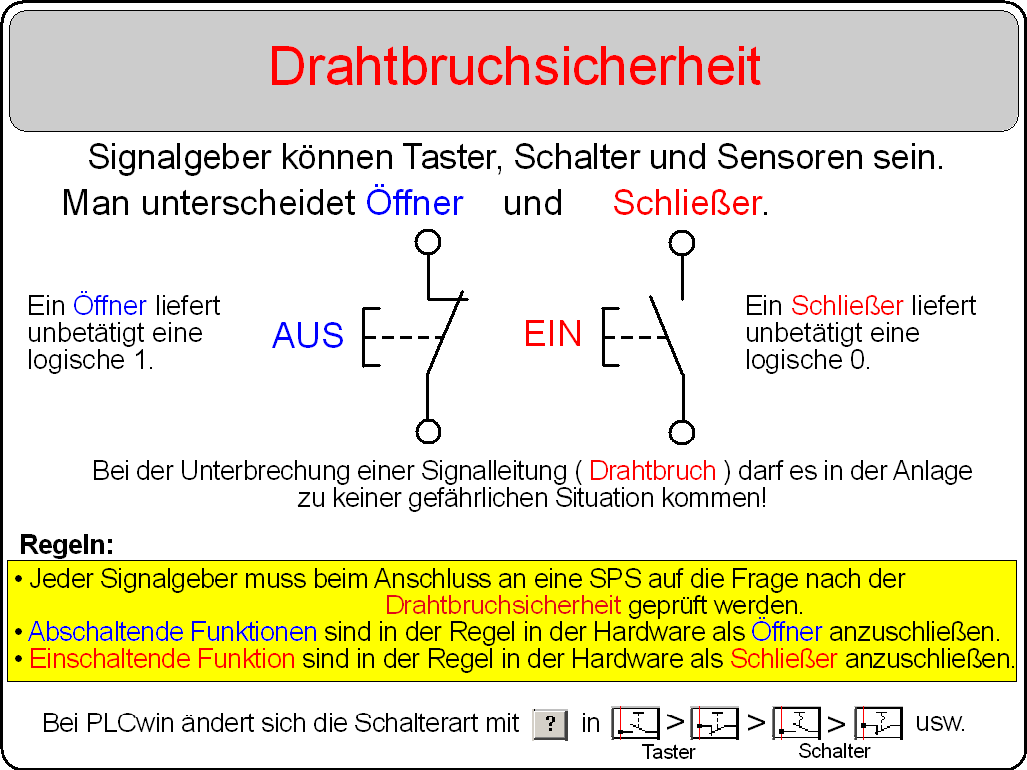 Drahtbruchsicherheit
Signalgeber können Taster, Schalter und Sensoren sein.
Man unterscheidet Öffner und Schließer.
Ein Öffner liefert
unbetätigt eine
logische 1.
AUS
EIN
Ein Schließer liefert
unbetätigt eine
logische 0.
Bei der Unterbrechung einer Signalleitung ( Drahtbruch ) darf es in der Anlage
zu keiner gefährlichen Situation kommen!
Regeln:
• Jeder Signalgeber muss beim Anschluss an eine SPS auf die Frage nach der
Drahtbruchsicherheit geprüft werden.
• Abschaltende Funktionen sind in der Regel in der Hardware als Öffner anzuschließen.
• Einschaltende Funktion sind in der Regel in der Hardware als Schließer anzuschließen.
Bei PLCwin ändert sich die Schalterart mit ? in > > > usw.
Taster Schalter